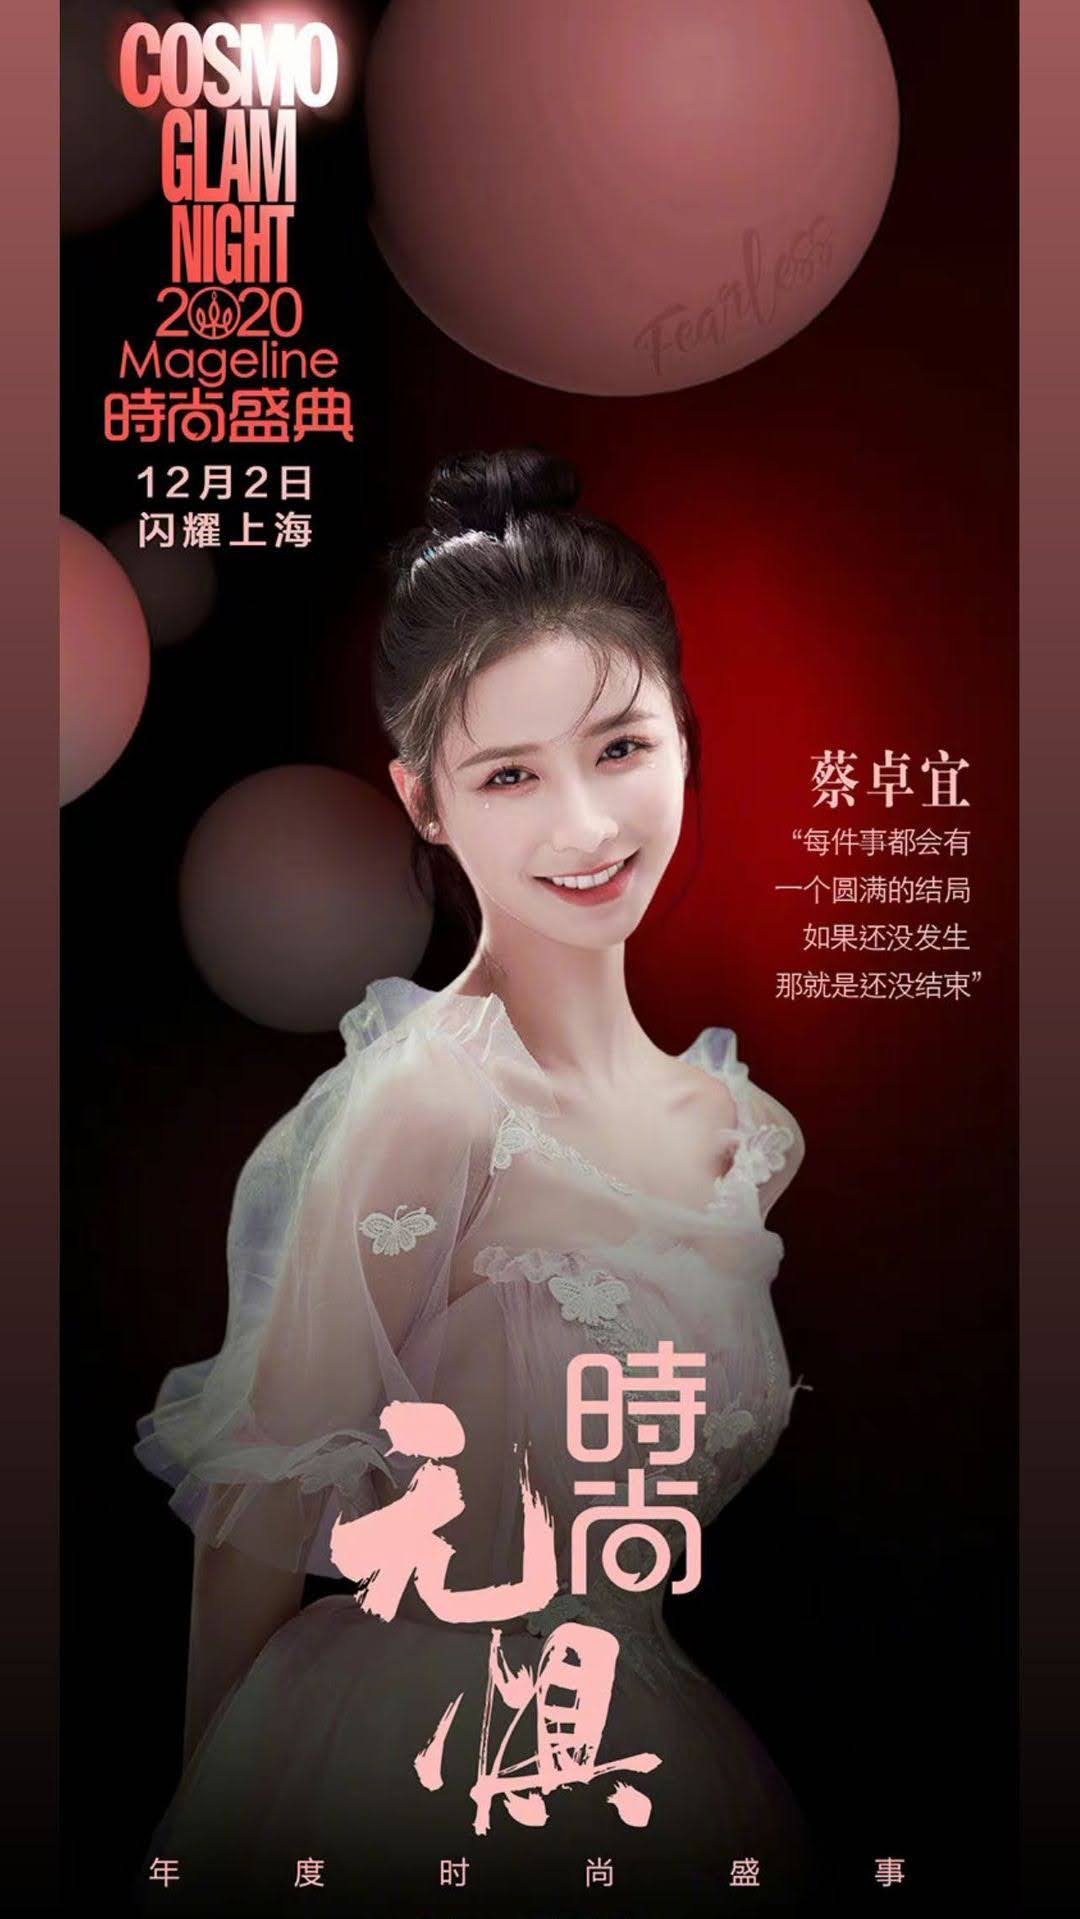 COSMO
GLAM
NIGHT
2020
Mageline
時尚盛典
12月2日
闪耀上海
Fearless
蔡卓宜
“每件事都会有
一个圆满的结局
如果还没发生
那就是还没结束”
時尚
无惧
年度时尚盛事